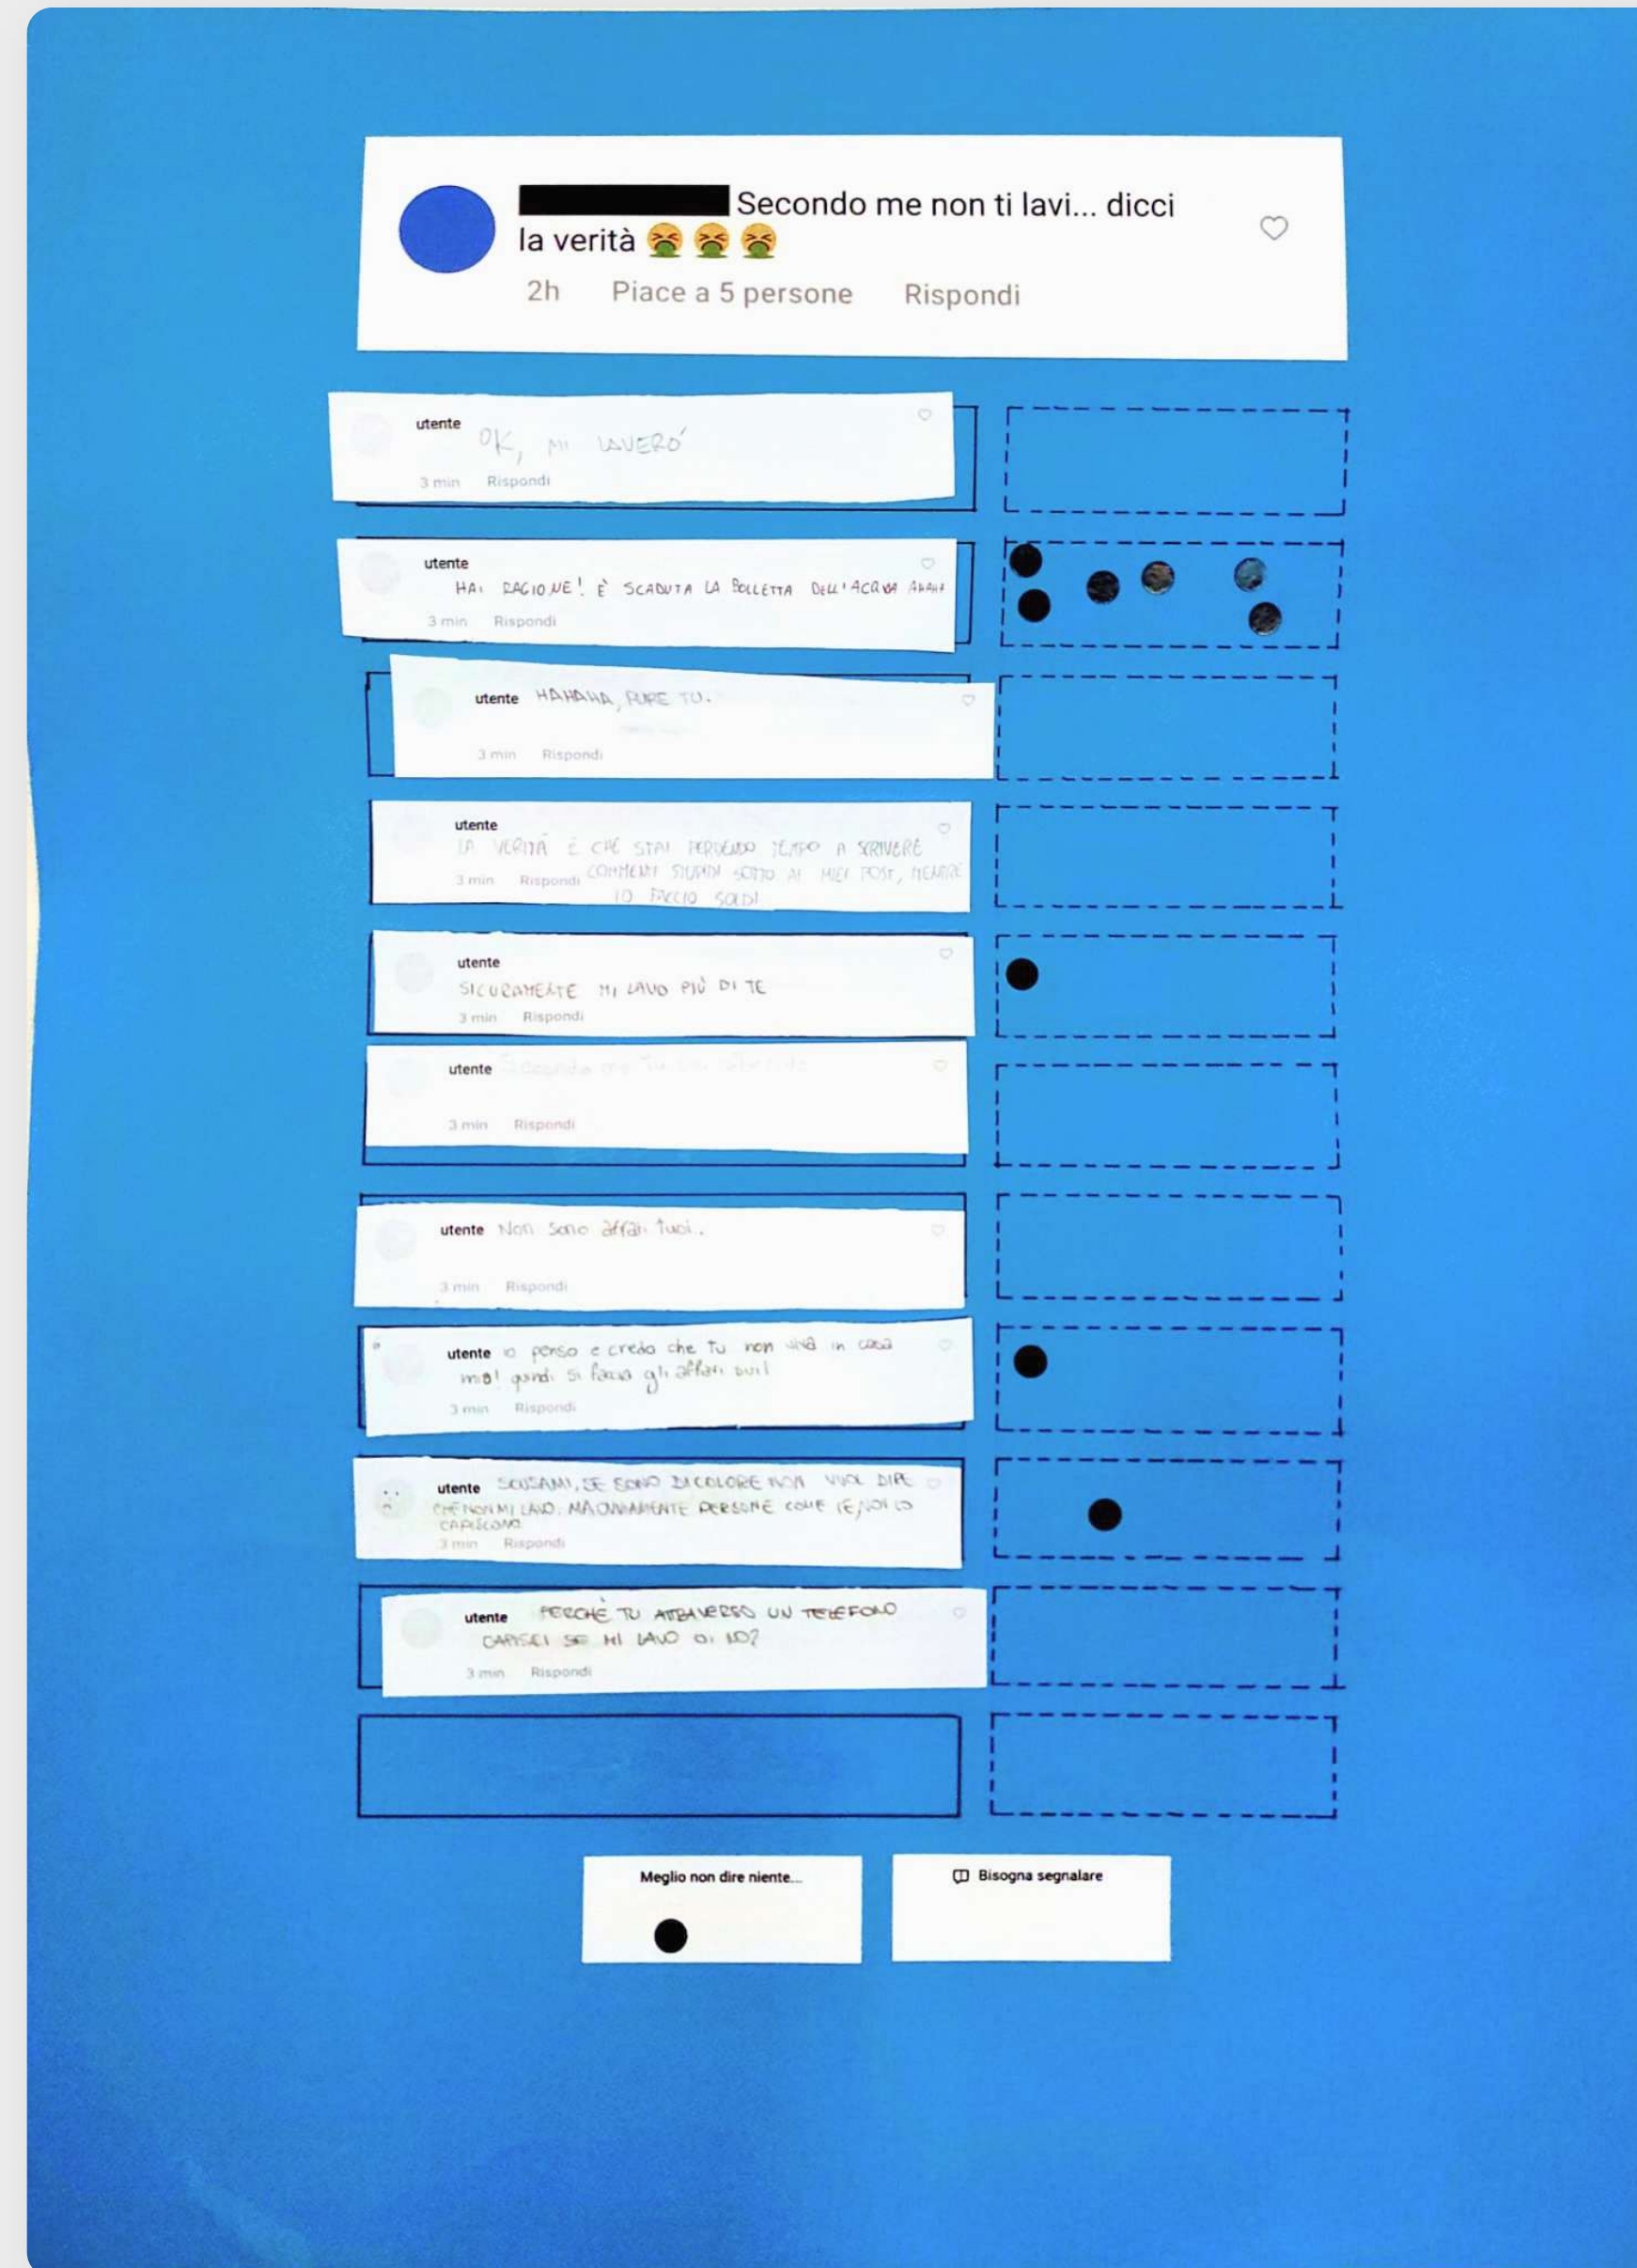 Secondo me non ti lavi... dicci
la verità 🤮 🤮 🤮
2h Piace a 5 persone Rispondi
utente OK, MI LAVERO'
3 min Rispondi
utente
HAI RAGIONE! È SCADUTA LA BOLLETTA DELL'ACQUA AHAHA
3 min Rispondi
utente HAHAHA, PURE TU.
3 min Rispondi
utente
LA VERITÀ È CHE STAI PERDENDO TEMPO A SCRIVERE
COMMENTI STUPIDI SOTTO AI MIEI POST, MENTRE
3 min Rispondi
IO FACCIO SOLDI
utente
SICURAMENTE MI LAVO PIÙ DI TE
3 min Rispondi
utente Secondo me
3 min Rispondi
utente Non sono affari tuoi..
3 min Rispondi
utente io penso e credo che tu non viva in casa
mia! quindi si faccia gli affari suoi!
3 min Rispondi
utente SCUSAMI, SE SONO DI COLORE NON VUOL DIRE
CHE NON MI LAVO. MA OVVIAMENTE PERSONE COME TE, NON LO
CAPISCONO
3 min Rispondi
utente PERCHÈ TU ATTRAVERSO UN TELEFONO
CAPISCI SE MI LAVO O NO?
3 min Rispondi
Meglio non dire niente... Bisogna segnalare